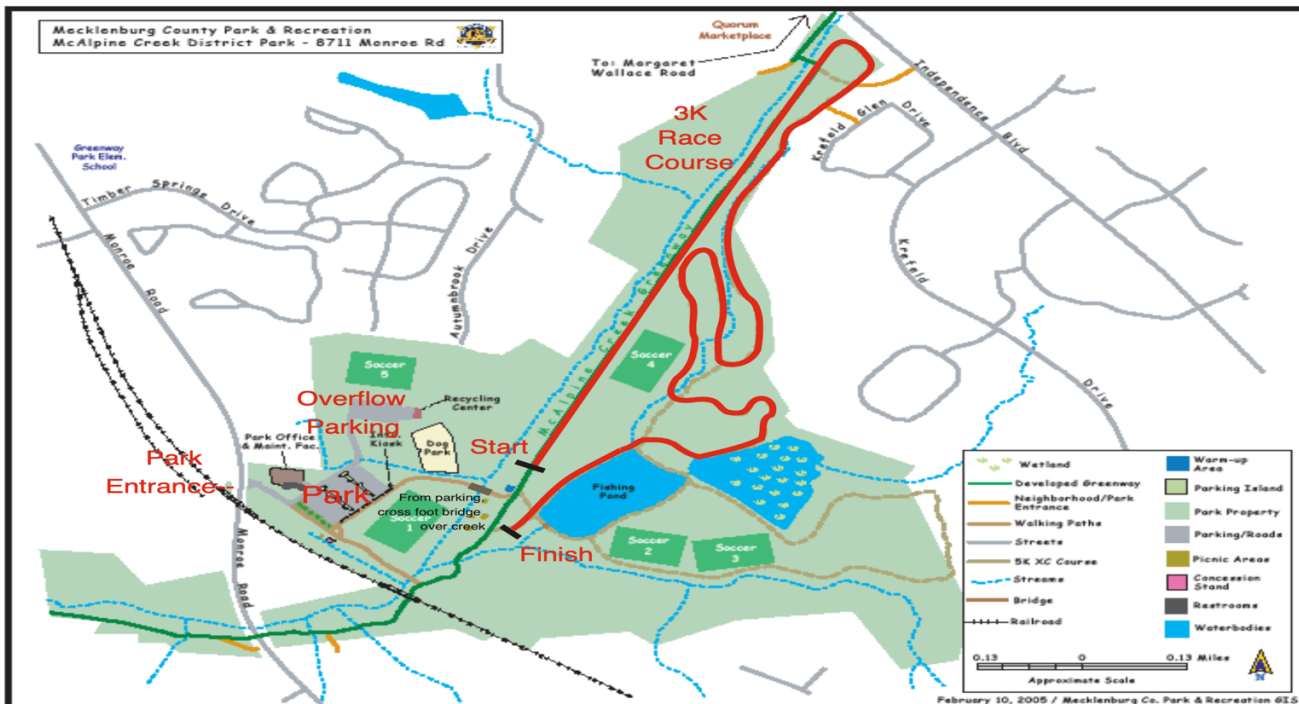 Mecklenburg County Park & Recreation
McAlpine Creek District Park - 8711 Monroe Rd
Quorum
Marketplace
To: Margaret
Wallace Road
Independence Blvd
3K
Race
Course
Krefeld Glen Drive
Greenway
Park Elem.
School
Timber Springs Drive
Monroe Road
Autumnbrook Drive
Krefeld Drive
McAlpine Creek Greenway
Soccer
4
Soccer
5
Overflow
Parking
Recycling
Center
Info.
Kiosk
Dog
Park
Park Office
& Maint. Fac.
Start
Park
Entrance--
Park
From parking,
cross foot bridge
over creek
Soccer
1
Fishing
Pond
Finish
Soccer
2
Soccer
3
Monroe Road
Wetland
Developed Greenway
Neighborhood/Park
Entrance
Walking Paths
Streets
5K XC Course
Streams
Bridge
Railroad
Warm-up
Area
Parking Island
Park Property
Parking/Roads
Picnic Areas
Concession
Stand
Restrooms
Waterbodies
0.13 0 0.13 Miles
Approximate Scale
N
February 10, 2005 / Mecklenburg Co. Park & Recreation GIS